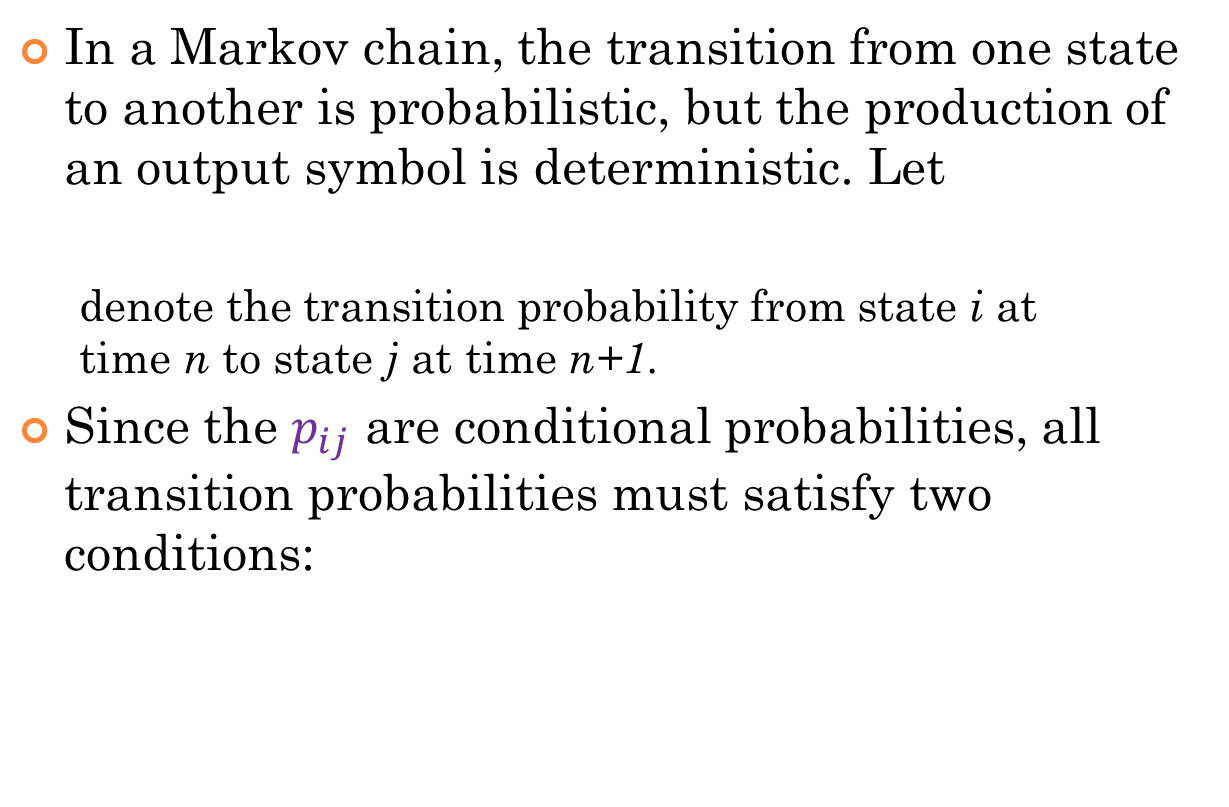 In a Markov chain, the transition from one state
to another is probabilistic, but the production of
an output symbol is deterministic. Let
denote the transition probability from state i at
time n to state j at time n+1.
Since the p_{ij} are conditional probabilities, all
transition probabilities must satisfy two
conditions: